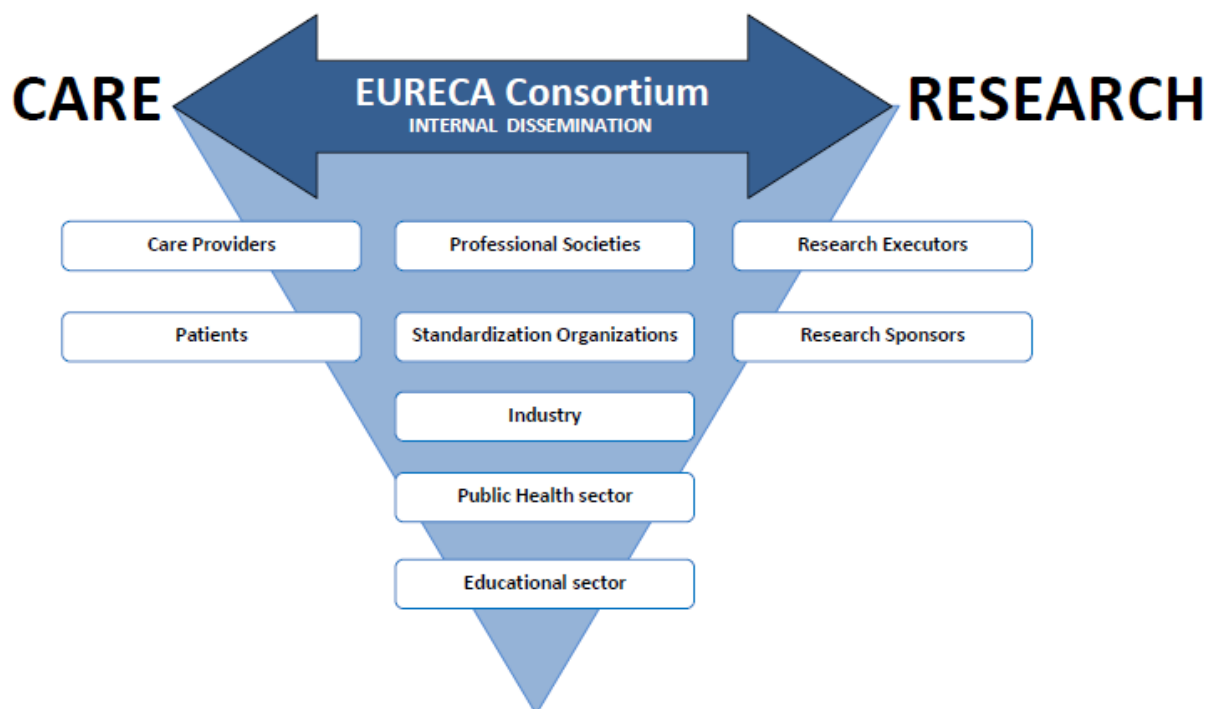 CARE
EURECA Consortium
INTERNAL DISSEMINATION
RESEARCH
Care Providers
Professional Societies
Research Executors
Patients
Standardization Organizations
Research Sponsors
Industry
Public Health sector
Educational sector